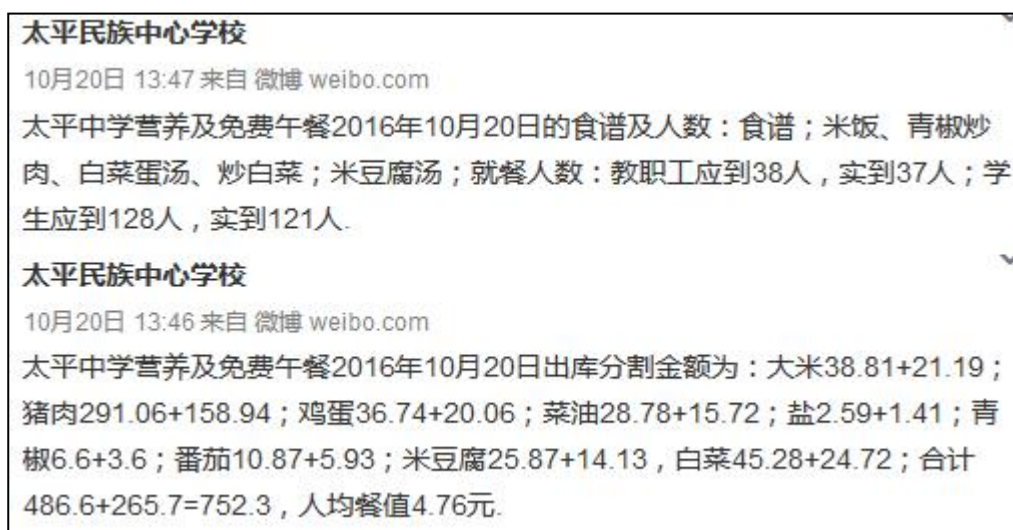 太平民族中心学校
10月20日 13:47 来自 微博 weibo.com
太平中学营养及免费午餐2016年10月20日的食谱及人数：食谱；米饭、青椒炒
肉、白菜蛋汤、炒白菜；米豆腐汤；就餐人数：教职工应到38人，实到37人；学
生应到128人，实到121人.
太平民族中心学校
10月20日 13:46 来自 微博 weibo.com
太平中学营养及免费午餐2016年10月20日出库分割金额为：大米38.81+21.19；
猪肉291.06+158.94；鸡蛋36.74+20.06；菜油28.78+15.72；盐2.59+1.41；青
椒6.6+3.6；番茄10.87+5.93；米豆腐25.87+14.13，白菜45.28+24.72；合计
486.6+265.7=752.3，人均餐值4.76元.